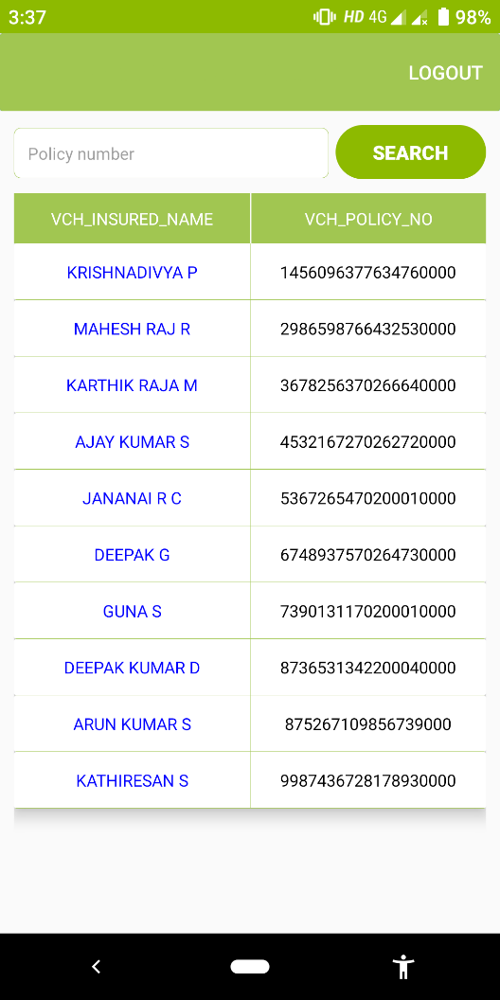 3:37 HD 4G 98%
LOGOUT
Policy number SEARCH
VCH_INSURED_NAME VCH_POLICY_NO
KRISHNADIVYA P 1456096377634760000
MAHESH RAJ R 2986598766432530000
KARTHIK RAJA M 3678256370266640000
AJAY KUMAR S 4532167270262720000
JANANAI R C 5367265470200010000
DEEPAK G 6748937570264730000
GUNA S 7390131170200010000
DEEPAK KUMAR D 8736531342200040000
ARUN KUMAR S 875267109856739000
KATHIRESAN S 9987436728178930000